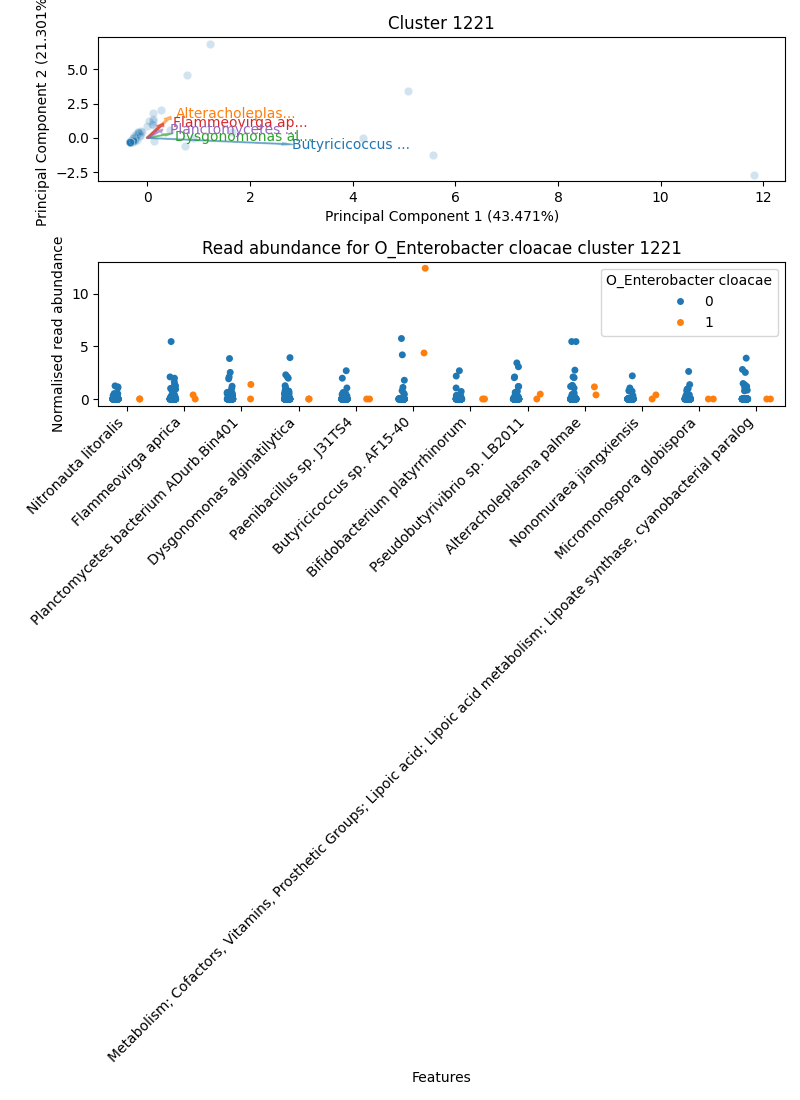 Cluster 1221
Principal Component 2 (21.301%
5.0
2.5
0.0
−2.5
Alteracholeplas...
Flammeovirga ap...
Planctomycetes ...
Dysgonomonas al...
Butyricicoccus ...
0 2 4 6 8 10 12
Principal Component 1 (43.471%)
Read abundance for O_Enterobacter cloacae cluster 1221
Normalised read abundance
10
5
0
O_Enterobacter cloacae
0
1
Nitronauta litoralis
Flammeovirga aprica
Planctomycetes bacterium ADurb.Bin401
Dysgonomonas alginatilytica
Paenibacillus sp. J31TS4
Butyricicoccus sp. AF15-40
Bifidobacterium platyrrhinorum
Pseudobutyrivibrio sp. LB2011
Alteracholeplasma palmae
Nonomuraea jiangxiensis
Micromonospora globispora
Metabolism; Cofactors, Vitamins, Prosthetic Groups; Lipoic acid; Lipoic acid metabolism; Lipoate synthase, cyanobacterial paralog
Features